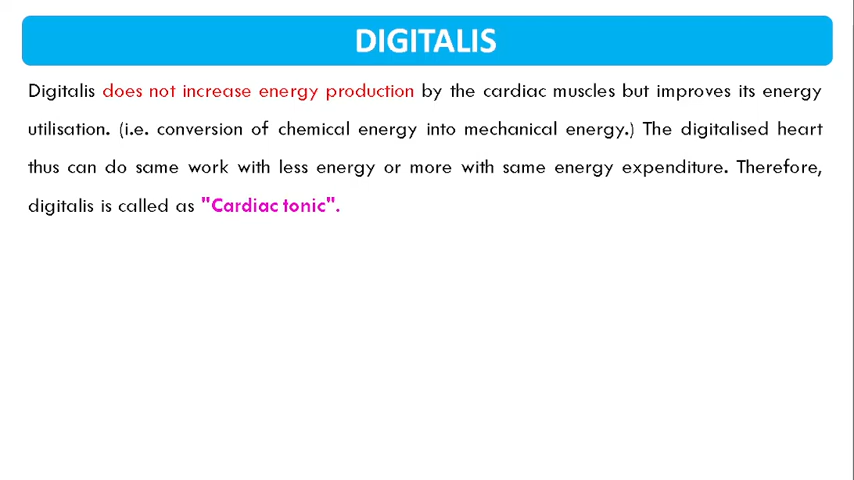 DIGITALIS
Digitalis does not increase energy production by the cardiac muscles but improves its energy
utilisation. (i.e. conversion of chemical energy into mechanical energy.) The digitalised heart
thus can do same work with less energy or more with same energy expenditure. Therefore,
digitalis is called as "Cardiac tonic".